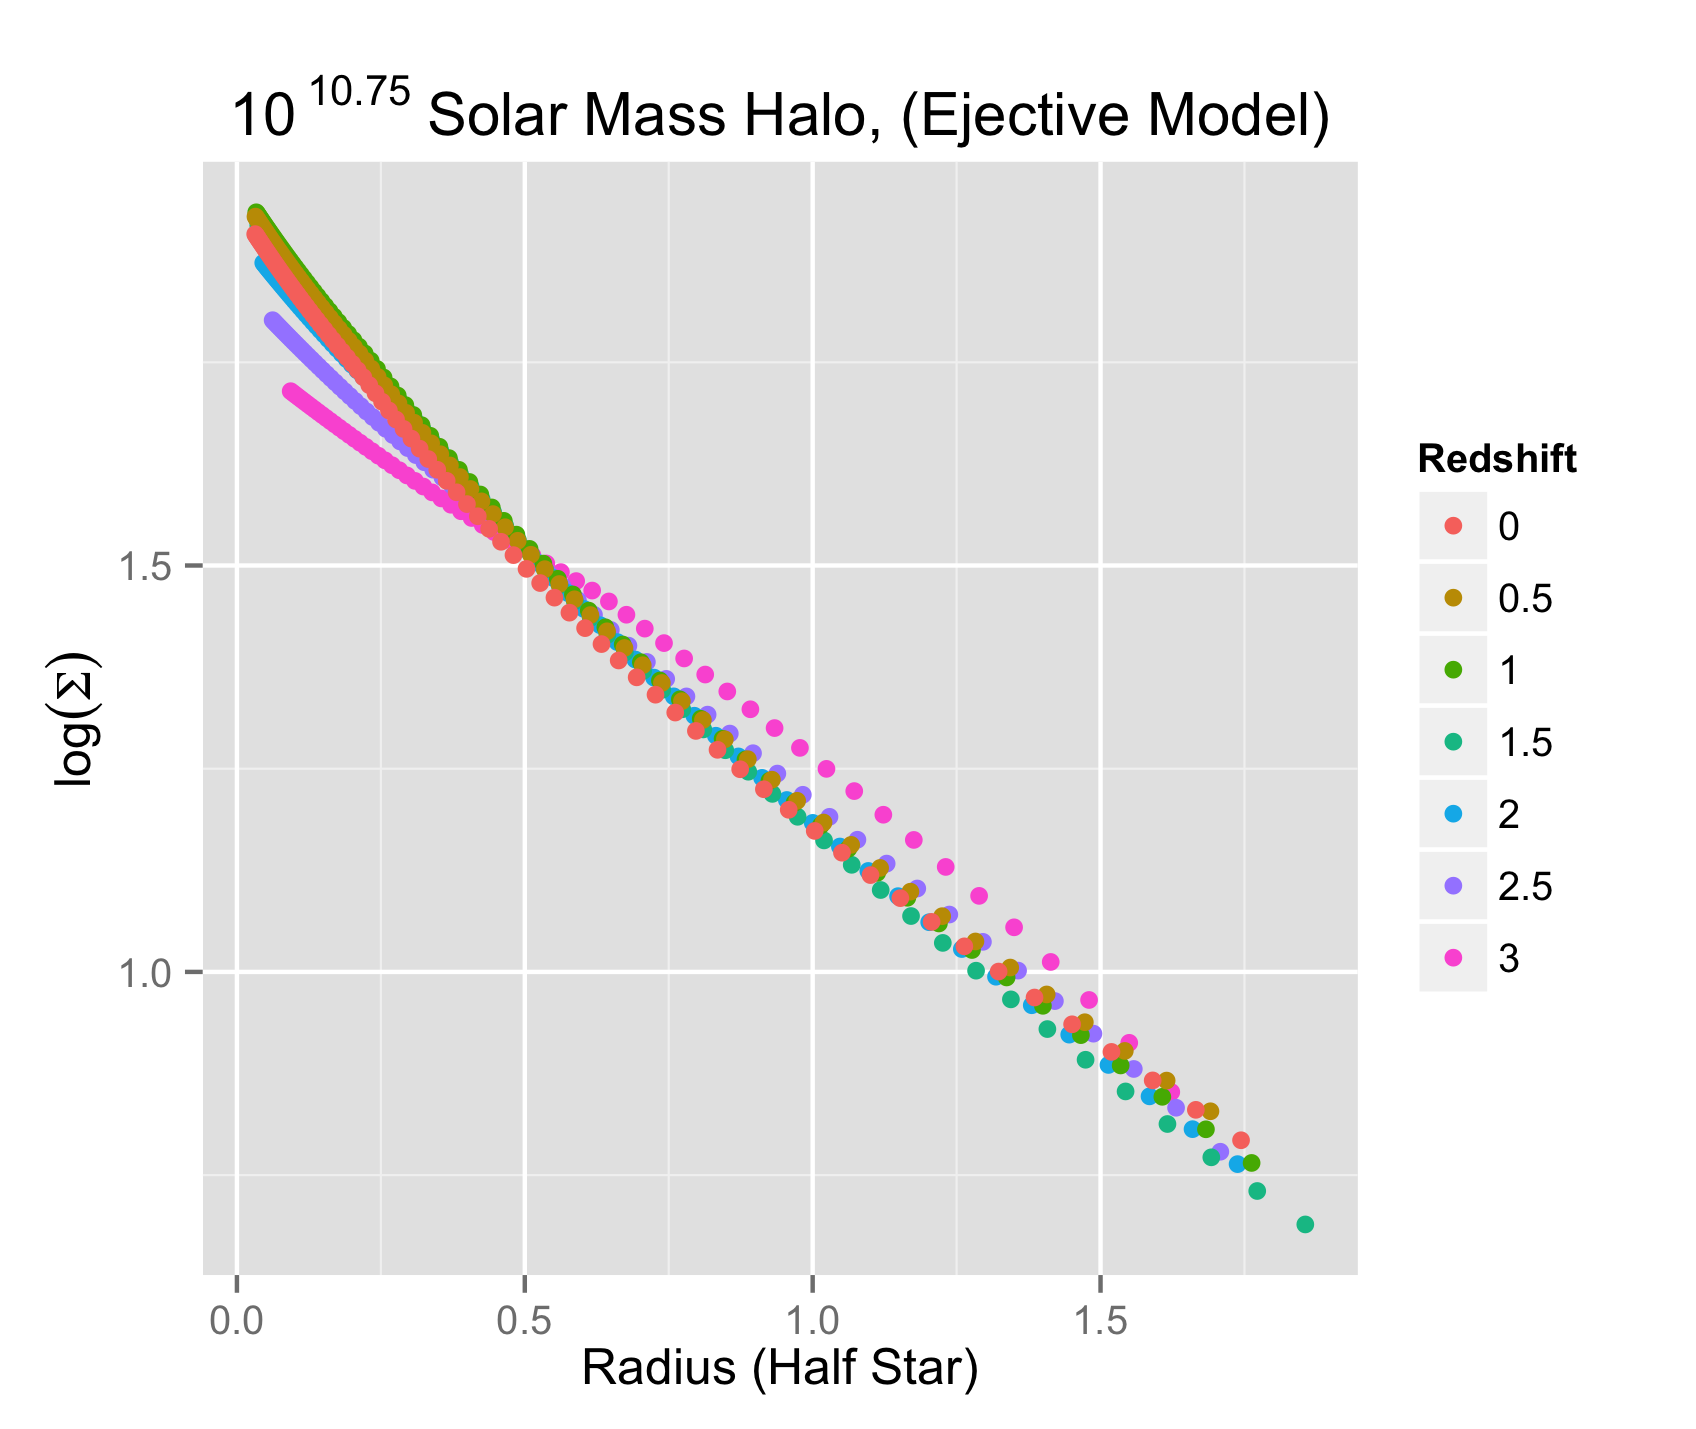 10 10.75 Solar Mass Halo, (Ejective Model)
log(Σ)
1.5
1.0
0.0 0.5 1.0 1.5
Radius (Half Star)
Redshift
0
0.5
1
1.5
2
2.5
3